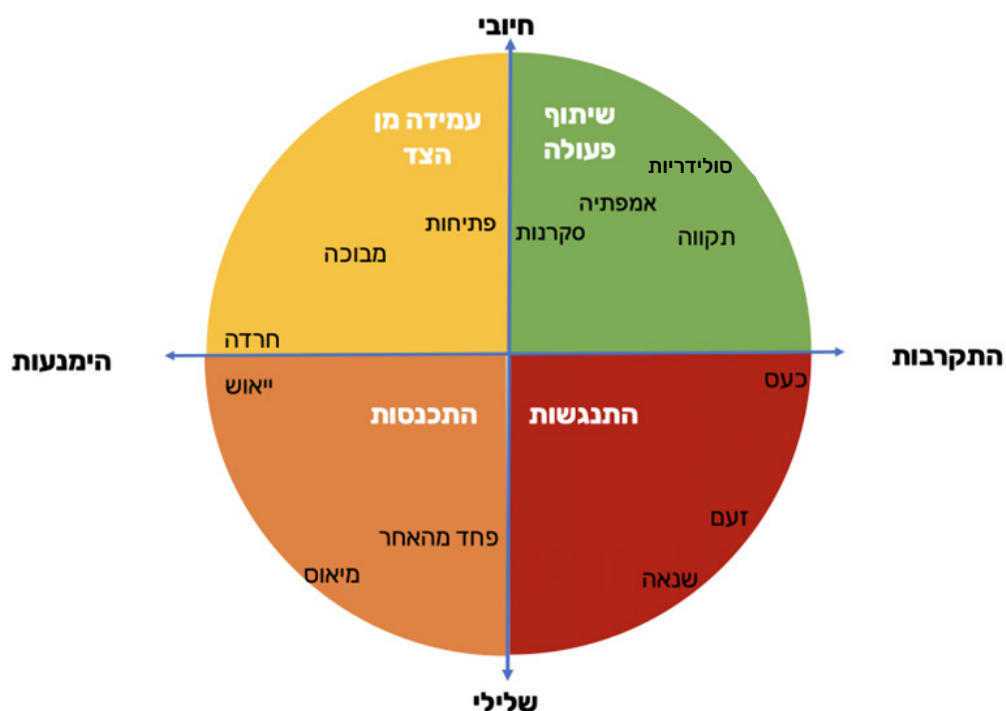 חיובי
שיתוף
פעולה
עמידה מן
הצד
סולידריות
אמפתיה
סקרנות
תקווה
פתיחות
מבוכה
חרדה
התקרבות
הימנעות
כעס
ייאוש
התנגשות
התכנסות
זעם
פחד מהאחר
שנאה
מיאוס
שלילי